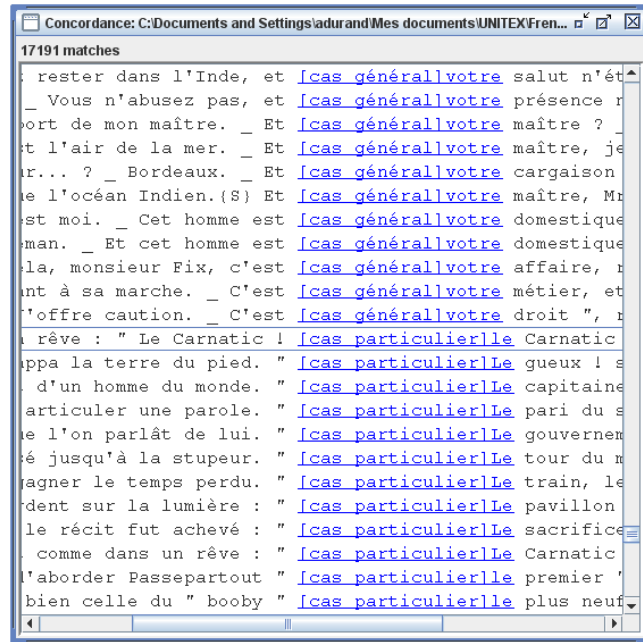 Concordance: C:\Documents and Settings\adurand\Mes documents\UNITEX\Fren...
17191 matches
rester dans l'Inde, et [cas général]votre salut n'ét
_ Vous n'abusez pas, et [cas général]votre présence
ort de mon maître. _ Et [cas général]votre maître ? _
t l'air de la mer. _ Et [cas général]votre maître, je
r... ? _ Bordeaux. _ Et [cas général]votre cargaison
e l'océan Indien.{S} Et [cas général]votre maître, Mr
st moi. _ Cet homme est [cas général]votre domestique
man. _ Et cet homme est [cas général]votre domestique
la, monsieur Fix, c'est [cas général]votre affaire,
nt à sa marche. _ C'est [cas général]votre métier, et
'offre caution. _ C'est [cas général]votre droit ",
rêve : " Le Carnatic ! [cas particulier]le Carnatic
ppa la terre du pied. " [cas particulier]Le gueux ! s
d'un homme du monde. " [cas particulier]Le capitaine
articuler une parole. " [cas particulier]Le pari du s
e l'on parlât de lui. " [cas particulier]Le gouvernem
é jusqu'à la stupeur. " [cas particulier]Le tour du m
gagner le temps perdu. " [cas particulier]Le train, le
dent sur la lumière : " [cas particulier]Le pavillon
le récit fut achevé : " [cas particulier]Le sacrifice
comme dans un rêve : " [cas particulier]Le Carnatic
'aborder Passepartout " [cas particulier]Le premier "
bien celle du " booby " [cas particulier]Le plus neuf